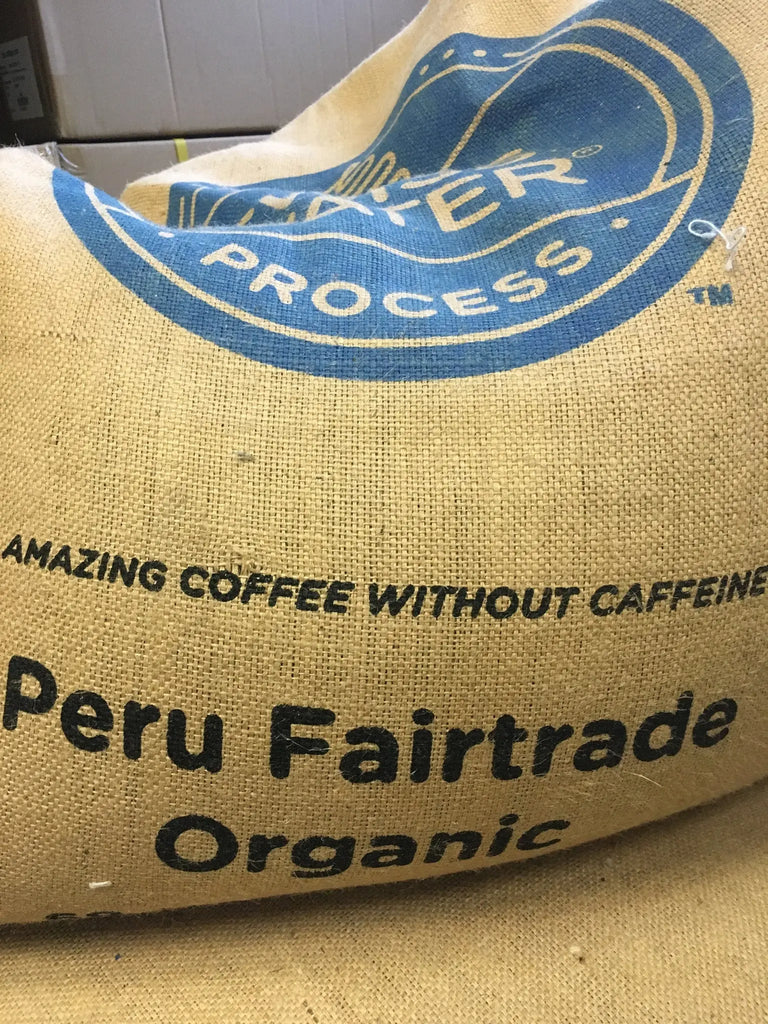 WATER®
PROCESS
TM
AMAZING COFFEE WITHOUT CAFFEINE
Peru Fairtrade
Organic